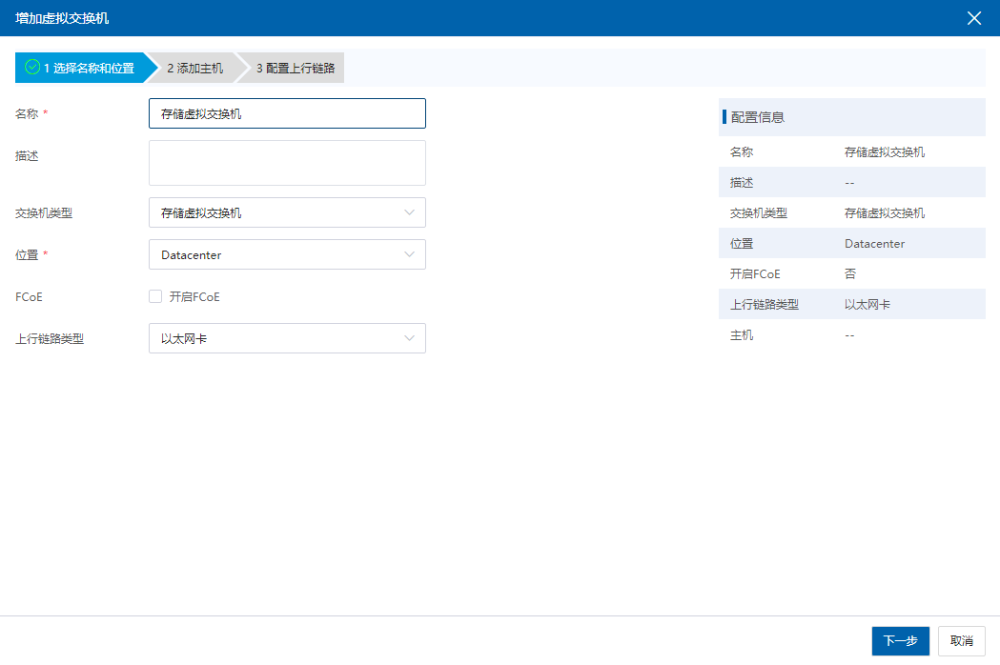 增加虚拟交换机
1 选择名称和位置
2 添加主机
3 配置上行链路
名称 *
存储虚拟交换机
描述
交换机类型
存储虚拟交换机
位置 *
Datacenter
FCoE
开启FCoE
上行链路类型
以太网卡
配置信息
名称 存储虚拟交换机
描述 --
交换机类型 存储虚拟交换机
位置 Datacenter
开启FCoE 否
上行链路类型 以太网卡
主机 --
下一步
取消